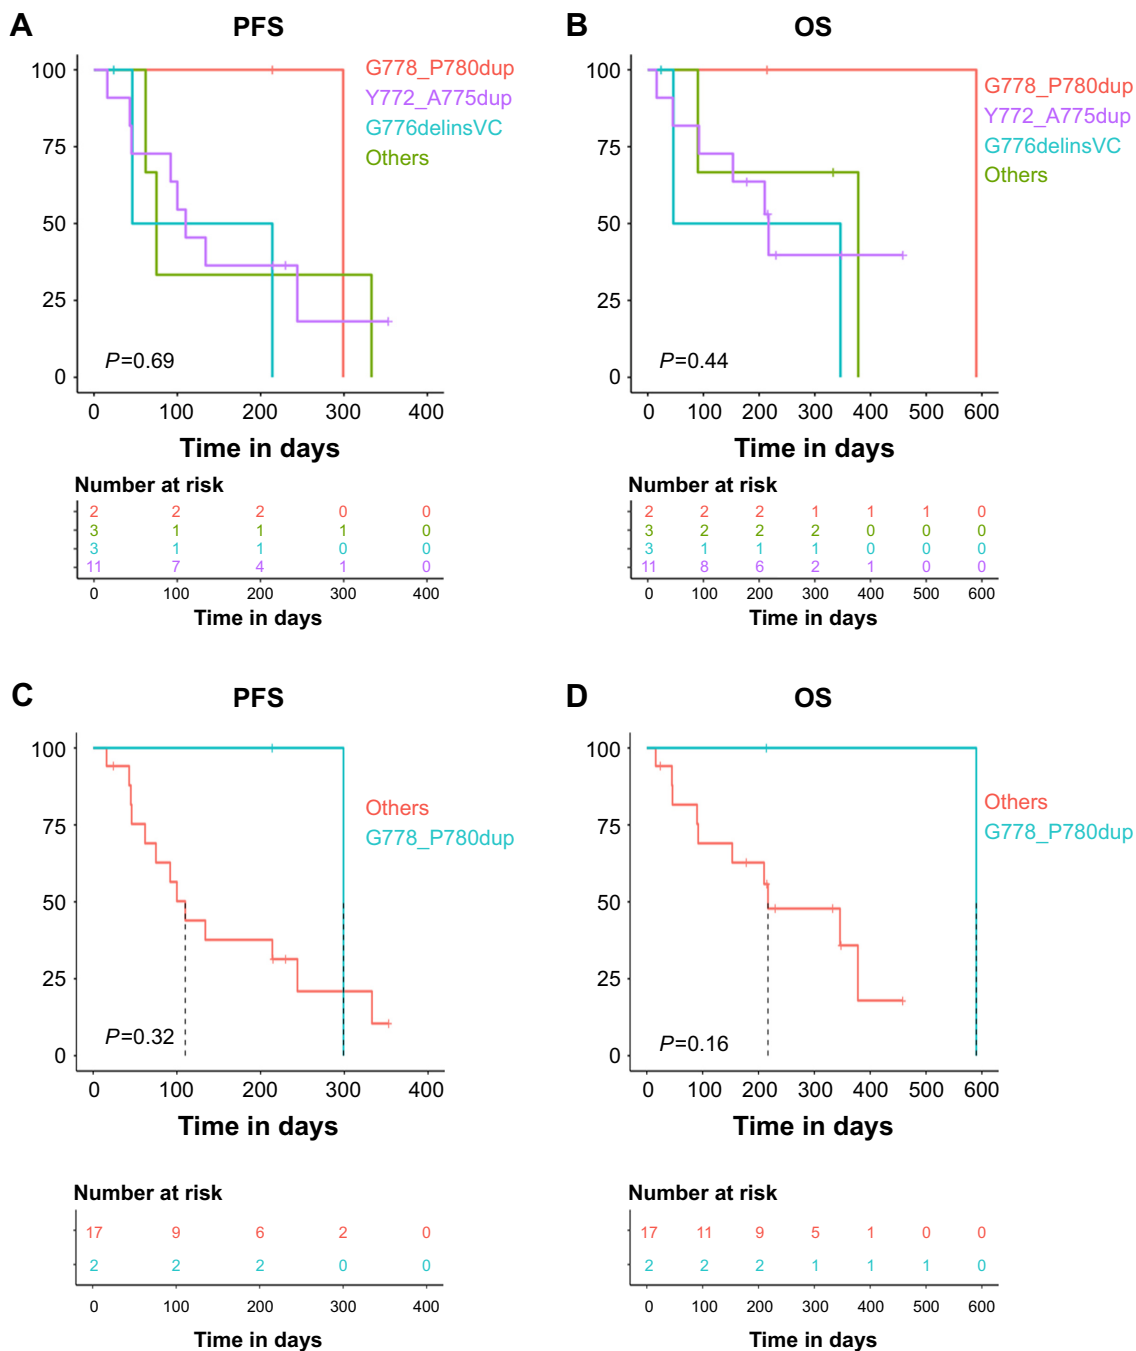 A
PFS
100
75
50
25
0
G778_P780dup
Y772_A775dup
G776delinsVC
Others
P=0.69
0 100 200 300 400
Time in days
Number at risk
2 2 2 0 0
3 1 1 1 0
3 1 1 0 0
11 7 4 1 0
0 100 200 300 400
Time in days
B
OS
100
75
50
25
0
G778_P780dup
Y772_A775dup
G776delinsVC
Others
P=0.44
0 100 200 300 400 500 600
Time in days
Number at risk
2 2 2 1 1 1 0
3 2 2 2 0 0 0
3 1 1 1 0 0 0
11 8 6 2 1 0 0
0 100 200 300 400 500 600
Time in days
C
PFS
100
75
50
25
0
Others
G778_P780dup
P=0.32
0 100 200 300 400
Time in days
Number at risk
17 9 6 2 0
2 2 2 0 0
0 100 200 300 400
Time in days
D
OS
100
75
50
25
0
Others
G778_P780dup
P=0.16
0 100 200 300 400 500 600
Time in days
Number at risk
17 11 9 5 1 0 0
2 2 2 1 1 1 0
0 100 200 300 400 500 600
Time in days